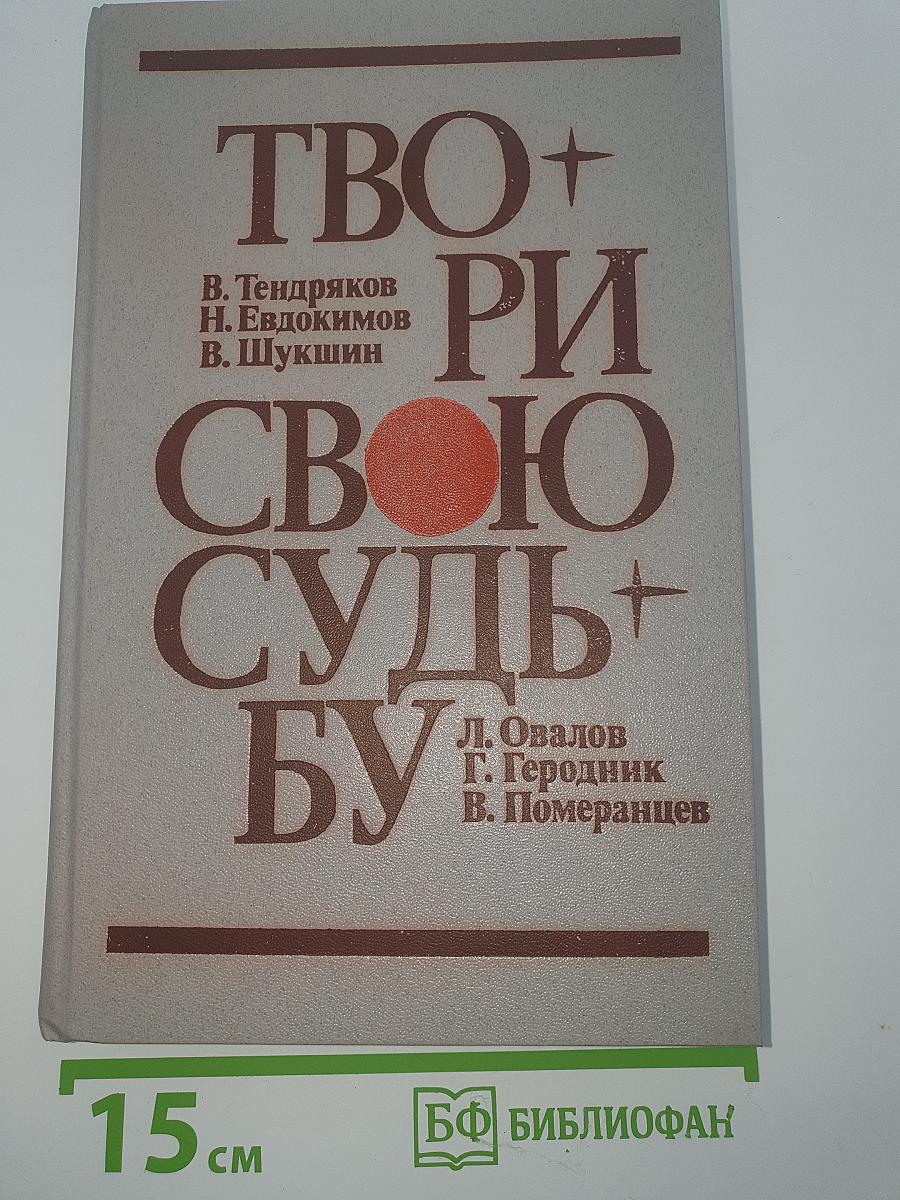 ТВО
В. Тендряков
Н. Евдокимов
В. Шукшин
РИ
СВОЮ
СУДЬ
БУ
Л. Овалов
Г. Геродник
В. Померанцев
15 см
БФ БИБЛИОФАН